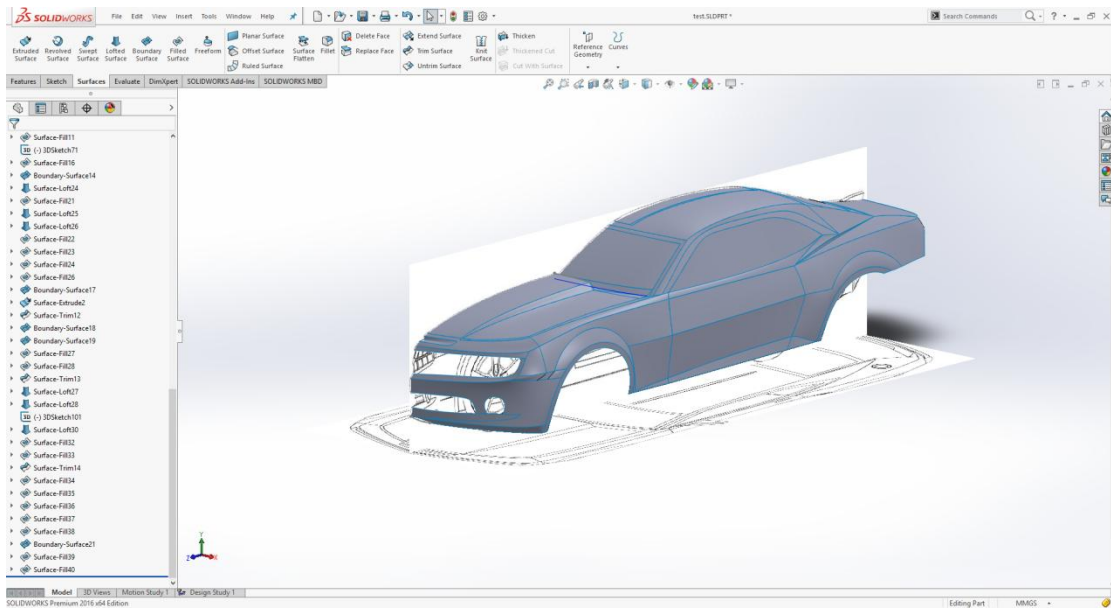 SOLIDWORKS File Edit View Insert Tools Window Help test.SLDPRT * Search Commands ?
Extruded Surface Revolved Surface Swept Surface Lofted Surface Boundary Surface Filled Surface Freeform Planar Surface Offset Surface Ruled Surface Surface Flatten Fillet Delete Face Replace Face Extend Surface Trim Surface Untrim Surface Knit Surface Thicken Thickened Cut Cut With Surface Reference Geometry Curves
Features Sketch Surfaces Evaluate DimXpert SOLIDWORKS Add-Ins SOLIDWORKS MBD
Surface-Fill11
3D (-) 3DSketch71
Surface-Fill16
Boundary-Surface14
Surface-Loft24
Surface-Fill21
Surface-Loft25
Surface-Loft26
Surface-Fill22
Surface-Fill23
Surface-Fill24
Surface-Fill26
Boundary-Surface17
Surface-Extrude2
Surface-Trim12
Boundary-Surface18
Boundary-Surface19
Surface-Fill27
Surface-Fill28
Surface-Trim13
Surface-Loft27
Surface-Loft28
3D (-) 3DSketch101
Surface-Loft30
Surface-Fill32
Surface-Fill33
Surface-Trim14
Surface-Fill34
Surface-Fill35
Surface-Fill36
Surface-Fill37
Surface-Fill38
Boundary-Surface21
Surface-Fill39
Surface-Fill40
Y
Z X
Model 3D Views Motion Study 1 Design Study 1
SOLIDWORKS Premium 2016 x64 Edition Editing Part MMGS